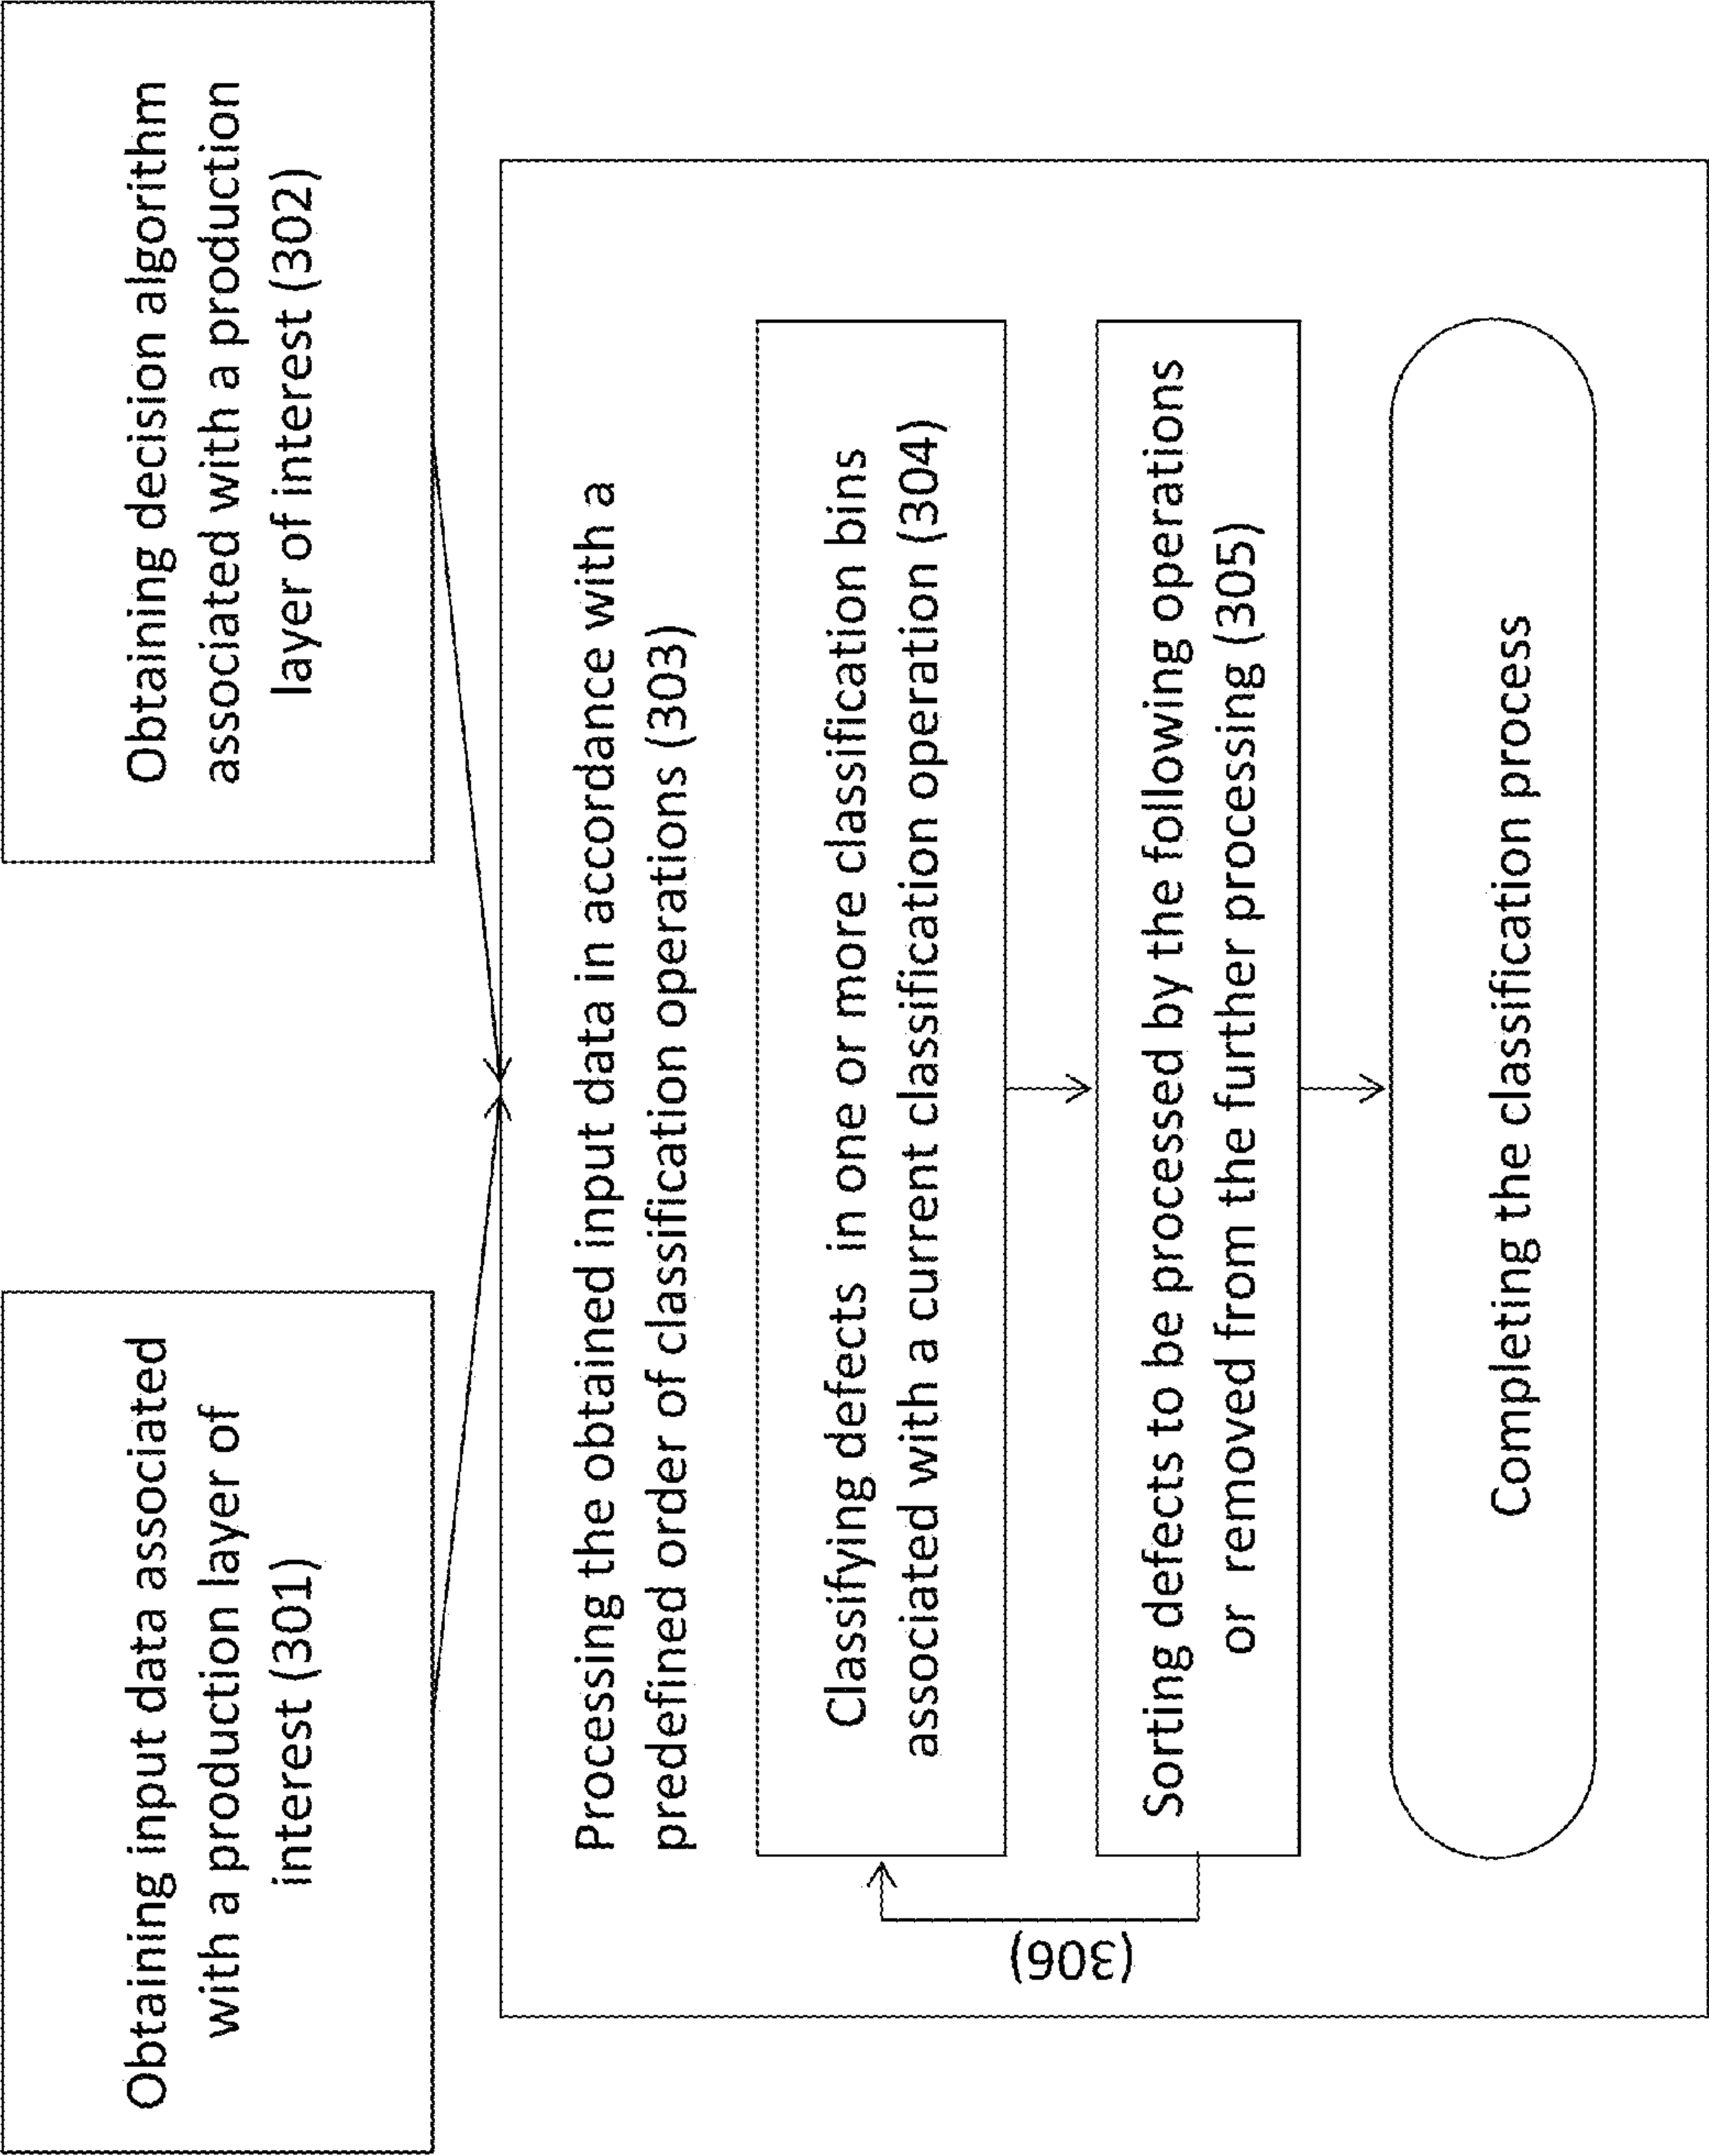 Obtaining input data associated
with a production layer of
interest (301)
Obtaining decision algorithm
associated with a production
layer of interest (302)
Processing the obtained input data in accordance with a
predefined order of classification operations (303)
Classifying defects in one or more classification bins
associated with a current classification operation (304)
(306)
Sorting defects to be processed by the following operations
or removed from the further processing (305)
Completing the classification process